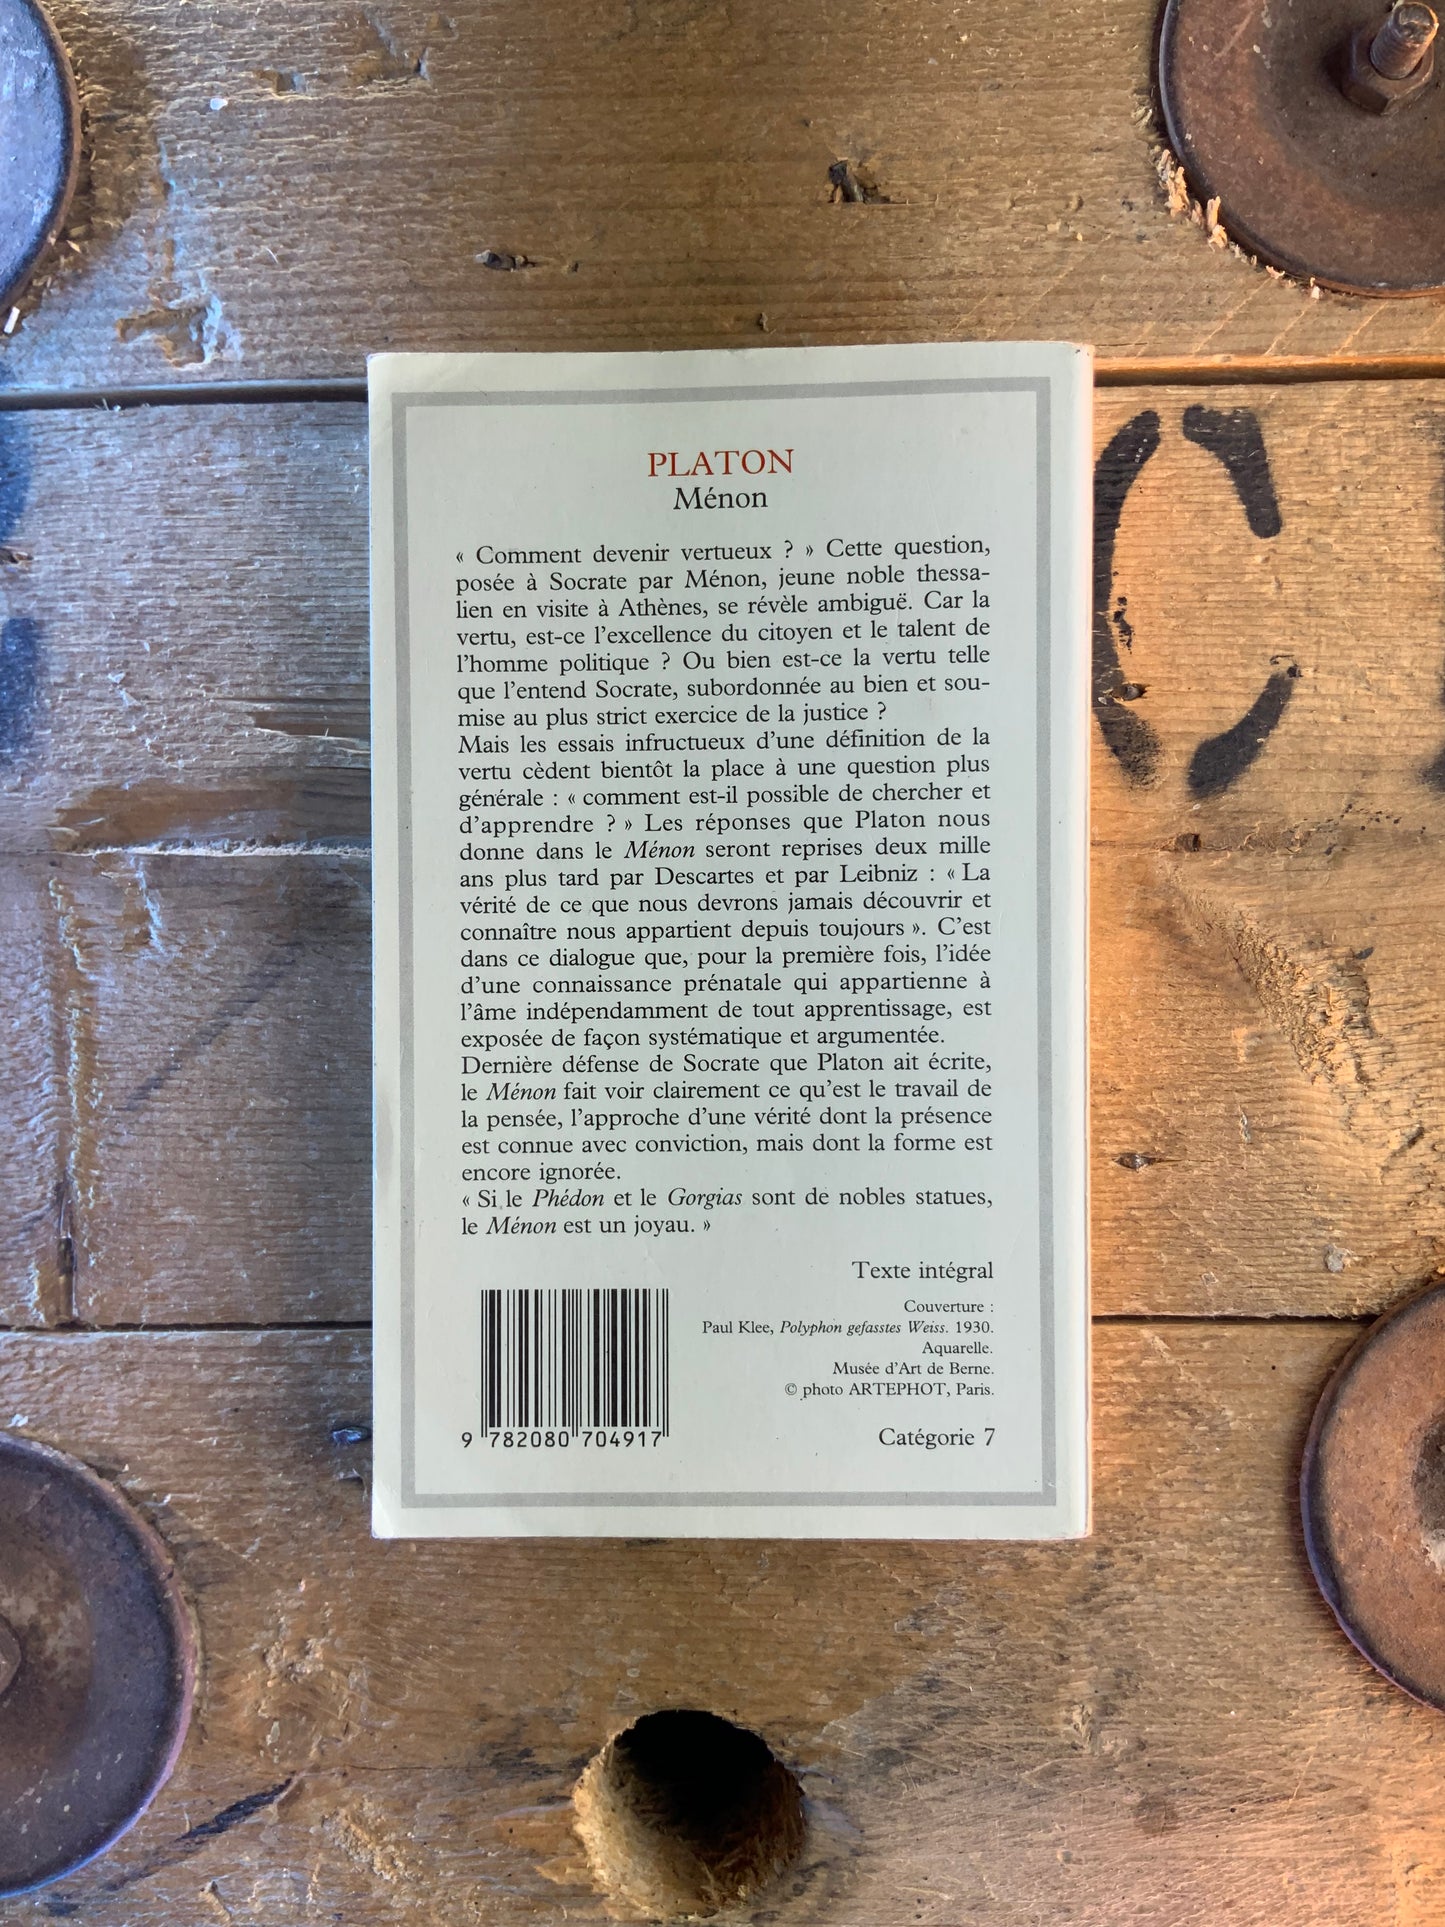 PLATON
Ménon
« Comment devenir vertueux ? » Cette question,
posée à Socrate par Ménon, jeune noble thessa-
lien en visite à Athènes, se révèle ambiguë. Car la
vertu, est-ce l'excellence du citoyen et le talent de
l'homme politique ? Ou bien est-ce la vertu telle
que l'entend Socrate, subordonnée au bien et sou-
mise au plus strict exercice de la justice ?
Mais les essais infructueux d'une définition de la
vertu cèdent bientôt la place à une question plus
générale : « comment est-il possible de chercher et
d'apprendre ? » Les réponses que Platon nous
donne dans le Ménon seront reprises deux mille
ans plus tard par Descartes et par Leibniz : « La
vérité de ce que nous devrons jamais découvrir et
connaître nous appartient depuis toujours ». C'est
dans ce dialogue que, pour la première fois, l'idée
d'une connaissance prénatale qui appartienne à
l'âme indépendamment de tout apprentissage, est
exposée de façon systématique et argumentée.
Dernière défense de Socrate que Platon ait écrite,
le Ménon fait voir clairement ce qu'est le travail de
la pensée, l'approche d'une vérité dont la présence
est connue avec conviction, mais dont la forme est
encore ignorée.
« Si le Phédon et le Gorgias sont de nobles statues,
le Ménon est un joyau. »
Texte intégral
Couverture :
Paul Klee, Polyphon gefasstes Weiss. 1930.
Aquarelle.
Musée d'Art de Berne.
© photo ARTEPHOT, Paris.
Catégorie 7
9 782080 704917
C